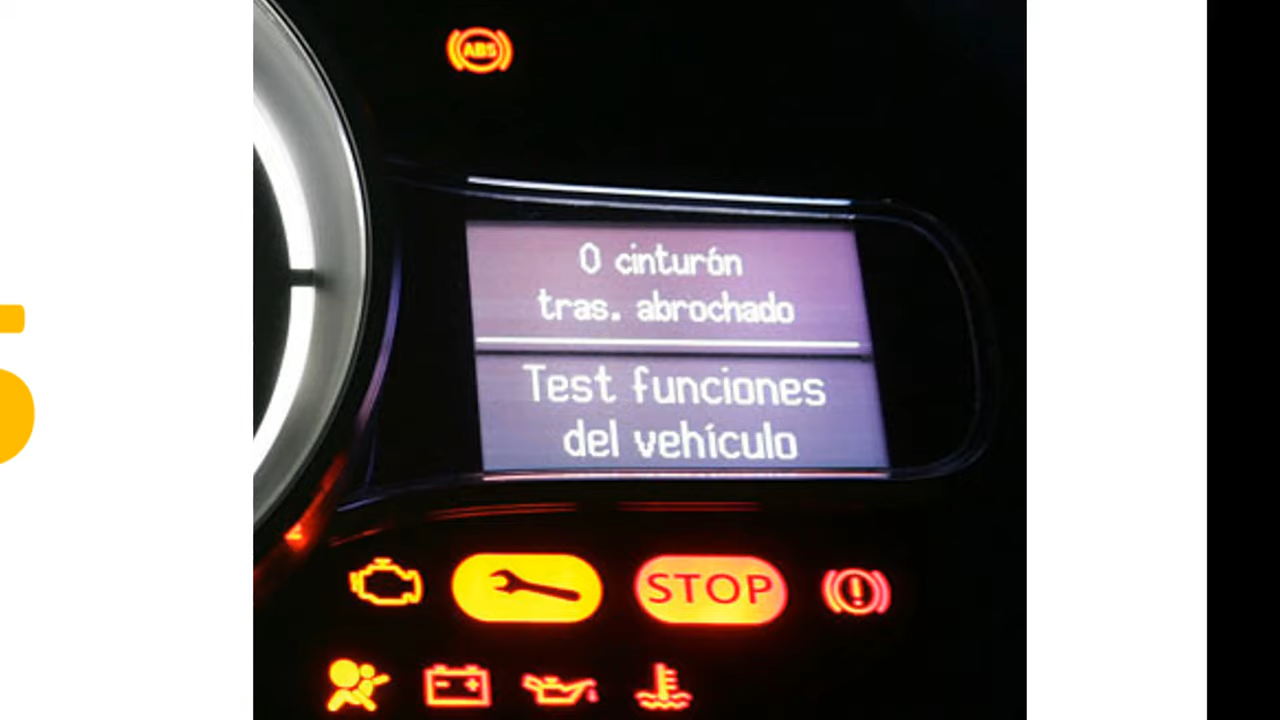 ABS
0 cinturón
tras. abrochado
Test funciones
del vehículo
STOP